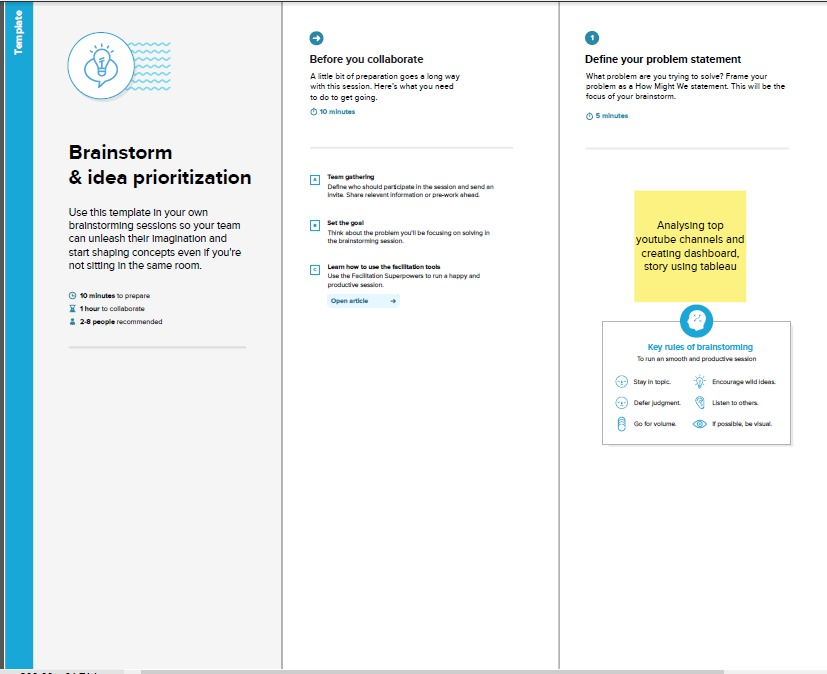 Template
Brainstorm
& idea prioritization
Use this template in your own
brainstorming sessions so your team
can unleash their imagination and
start shaping concepts even if you're
not sitting in the same room.
10 minutes to prepare
1 hour to collaborate
2-8 people recommended
Before you collaborate
A little bit of preparation goes a long way
with this session. Here's what you need
to do to get going.
10 minutes
A
Team gathering
Define who should participate in the session and send an
invite. Share relevant information or pre-work ahead.
B
Set the goal
Think about the problem you'll be focusing on solving in
the brainstorming session.
C
Learn how to use the facilitation tools
Use the Facilitation Superpowers to run a happy and
productive session.
Open article
1
Define your problem statement
What problem are you trying to solve? Frame your
problem as a How Might We statement. This will be the
focus of your brainstorm.
5 minutes
Analysing top
youtube channels and
creating dashboard,
story using tableau
Key rules of brainstorming
To run an smooth and productive session
Stay in topic.
Encourage wild ideas.
Defer judgment.
Listen to others.
Go for volume.
If possible, be visual.